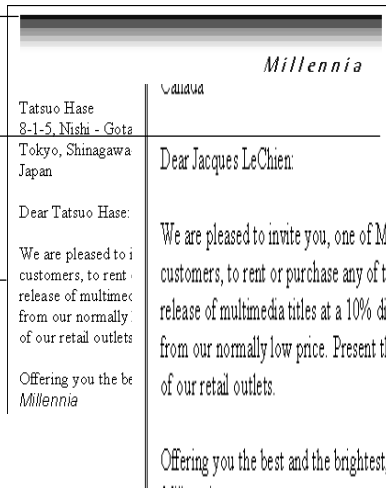 Millennia
Tatsuo Hase
8-1-5, Nishi - Gota
Tokyo, Shinagawa
Japan
Dear Tatsuo Hase:
We are pleased to i
customers, to rent
release of multimed
from our normally
of our retail outlets
Offering you the be
Millennia
Canada
Dear Jacques LeChien:
We are pleased to invite you, one of M
customers, to rent or purchase any of t
release of multimedia titles at a 10% di
from our normally low price. Present th
of our retail outlets.
Offering you the best and the brightest,